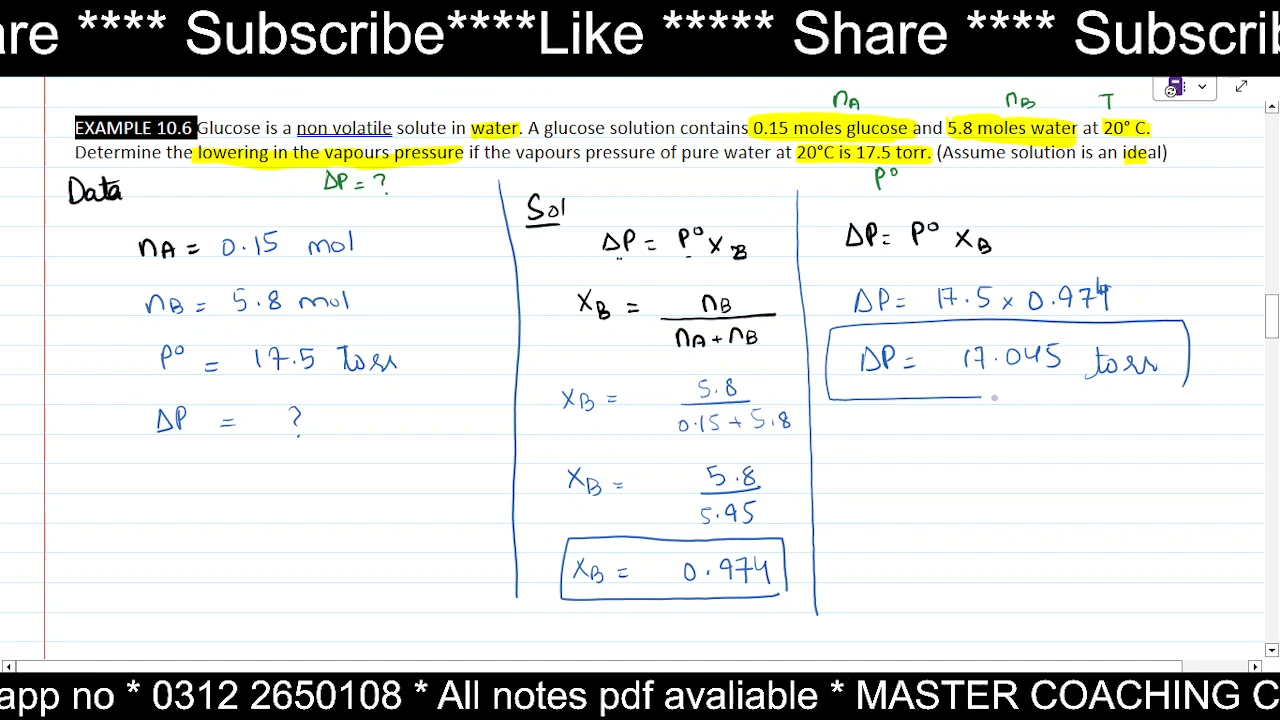 are **** Subscribe****Like ***** Share **** Subscrib
nA nB T
EXAMPLE 10.6 Glucose is a non volatile solute in water. A glucose solution contains 0.15 moles glucose and 5.8 moles water at 20° C.
Determine the lowering in the vapours pressure if the vapours pressure of pure water at 20°C is 17.5 torr. (Assume solution is an ideal)
ΔP = ? P°
Data
nA = 0.15 mol
nB = 5.8 mol
P° = 17.5 torr
ΔP = ?
Sol
ΔP = P° XB
XB = nB
nA + nB
XB = 5.8
0.15 + 5.8
XB = 5.8
5.95
XB = 0.974
ΔP = P° XB
ΔP = 17.5 × 0.974
ΔP = 17.045 torr
app no * 0312 2650108 * All notes pdf avaliable * MASTER COACHING C